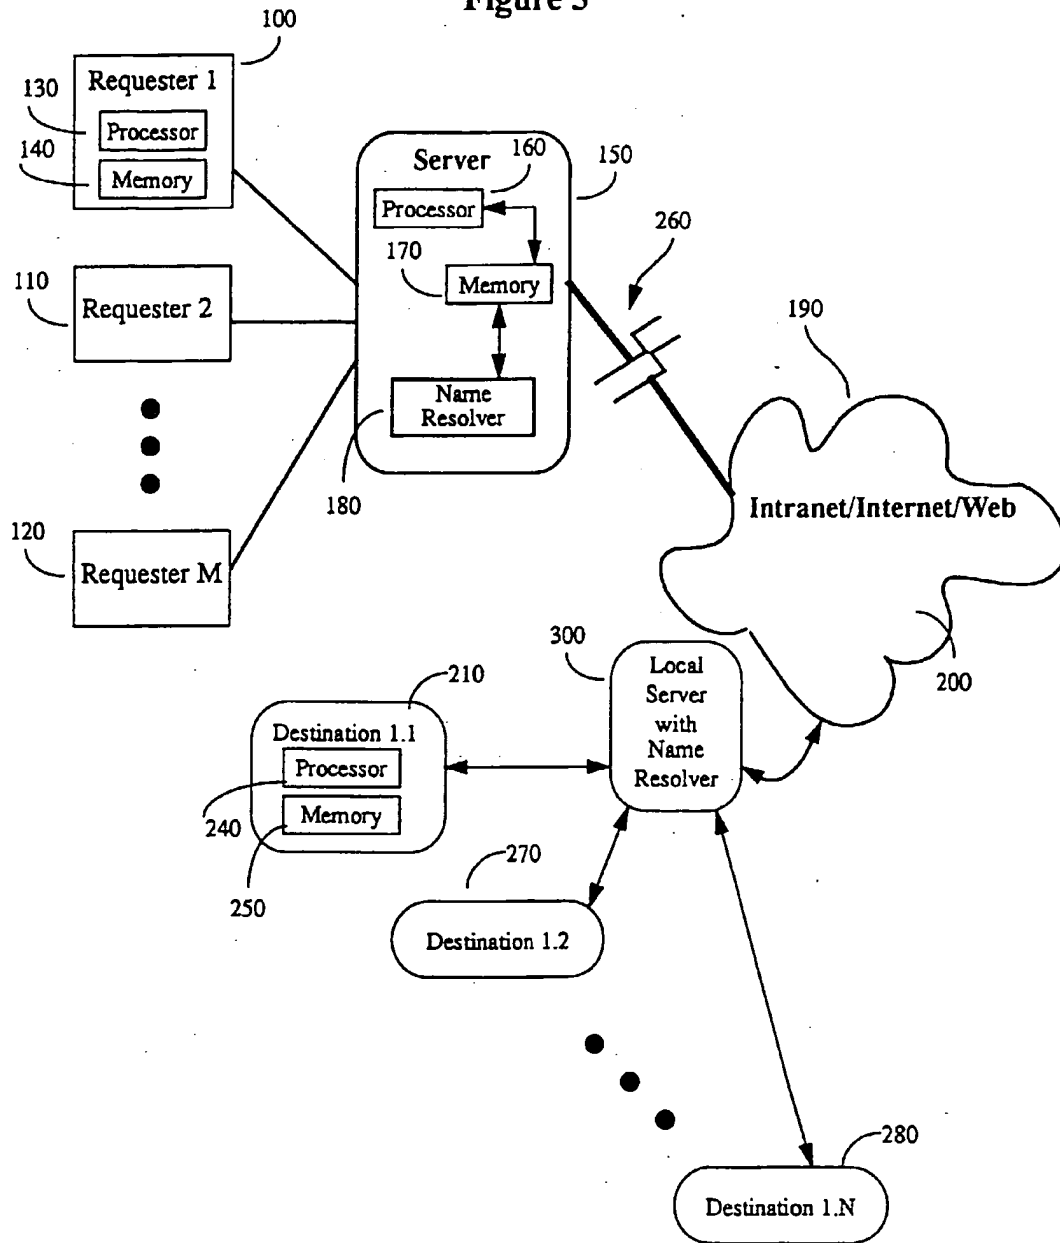 100
Requester 1
130
Processor
140
Memory
Server
160
150
Processor
170
Memory
260
110
Requester 2
190
Name
Resolver
180
Intranet/Internet/Web
120
Requester M
300
Local
Server
with
Name
Resolver
200
210
Destination 1.1
Processor
240
Memory
250
270
Destination 1.2
280
Destination 1.N